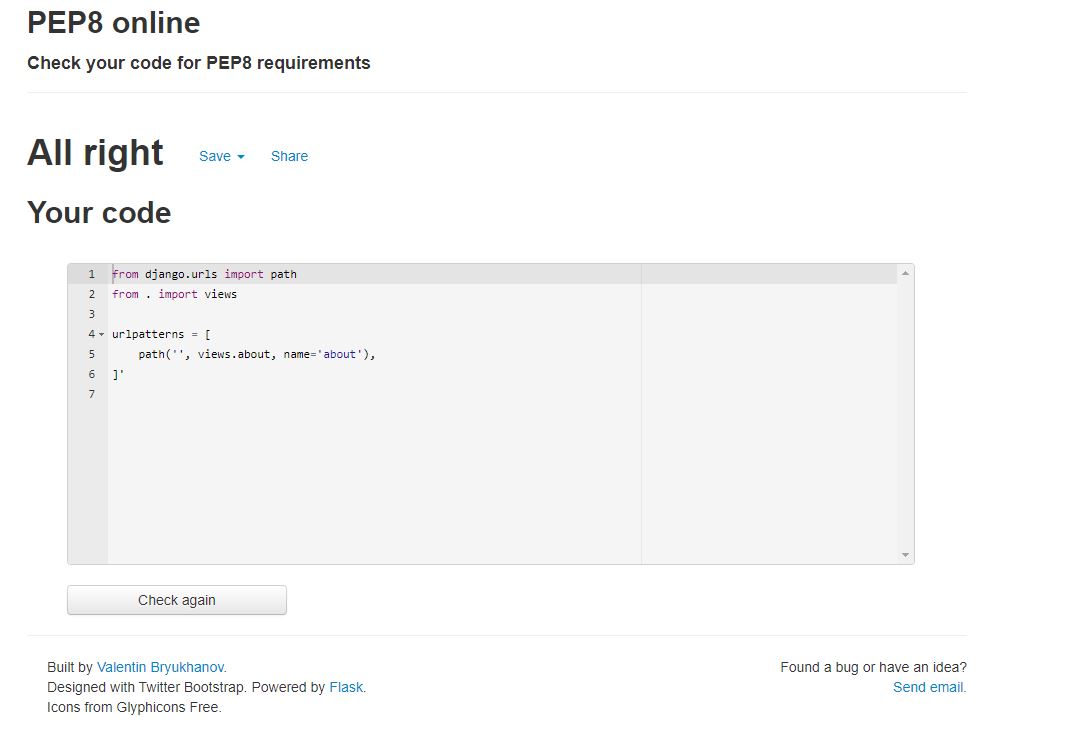 PEP8 online
Check your code for PEP8 requirements
All right Save Share
Your code
1 from django.urls import path
2 from . import views
3
4 urlpatterns = [
5     path('', views.about, name='about'),
6 ]'
7
Check again
Built by Valentin Bryukhanov. Found a bug or have an idea?
Designed with Twitter Bootstrap. Powered by Flask. Send email.
Icons from Glyphicons Free.